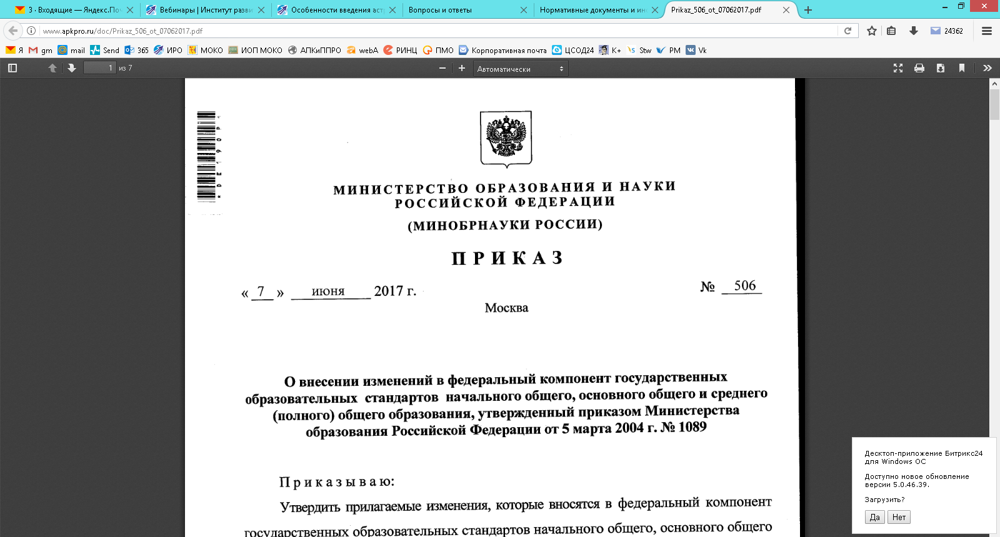 3 · Входящие — Яндекс.Поч
Вебинары | Институт разви
Особенности введения аст
Вопросы и ответы
Нормативные документы и ин
Prikaz_506_ot_07062017.pdf
www.apkpro.ru/doc/Prikaz_506_ot_07062017.pdf
24362
Я gm mail Send 365 ИРО МОКО ИОП МОКО АПКиППРО webА РИНЦ ПМО Корпоративная почта ЦСОД24 К+ Stw РМ Vk
1 из 7
Автоматически
* DE190P *
МИНИСТЕРСТВО ОБРАЗОВАНИЯ И НАУКИ
РОССИЙСКОЙ ФЕДЕРАЦИИ
(МИНОБРНАУКИ РОССИИ)
ПРИКАЗ
« 7 » июня 2017 г. № 506
Москва
О внесении изменений в федеральный компонент государственных
образовательных стандартов начального общего, основного общего и среднего
(полного) общего образования, утвержденный приказом Министерства
образования Российской Федерации от 5 марта 2004 г. № 1089
Приказываю:
Утвердить прилагаемые изменения, которые вносятся в федеральный компонент
государственных образовательных стандартов начального общего, основного общего
Десктоп-приложение Битрикс24
для Windows ОС
Доступно новое обновление
версии 5.0.46.39.
Загрузить?
Да Нет